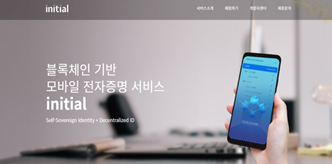 initial
서비스소개 체험하기 개발자센터 제휴문의
블록체인 기반
모바일 전자증명 서비스
initial
Self-Sovereign Identity + Decentralized ID